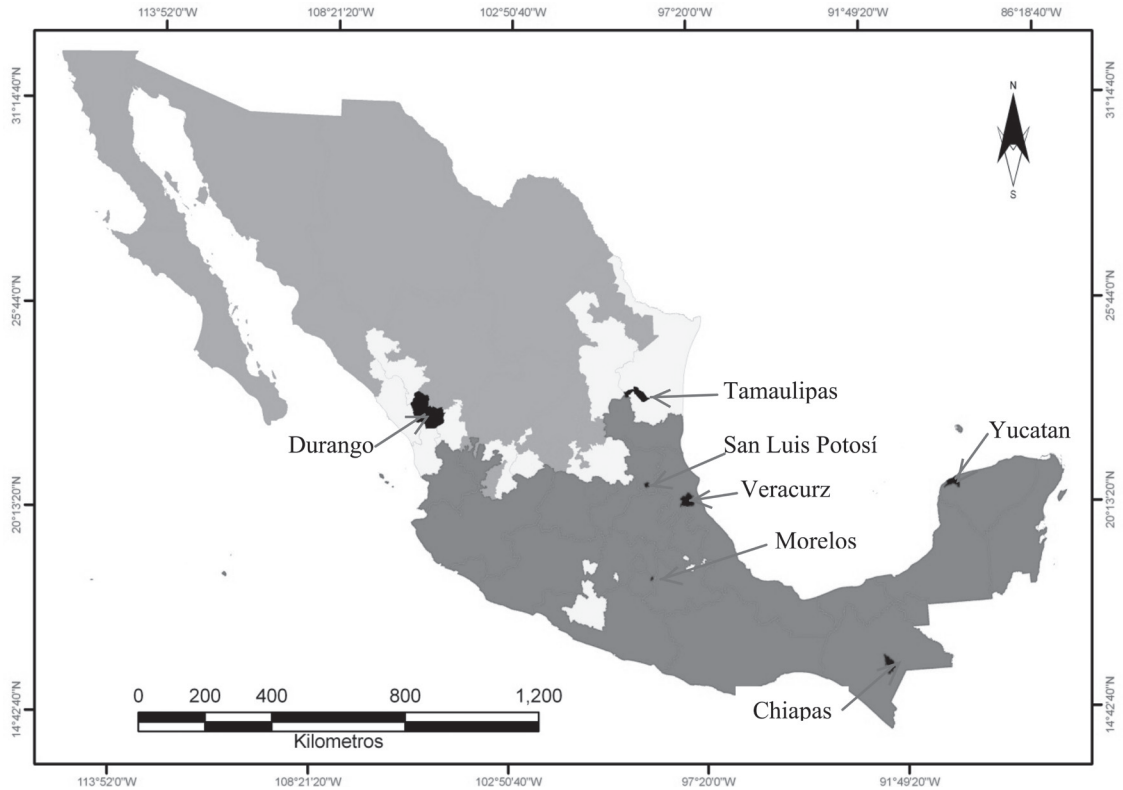 113°52'0"W 108°21'20"W 102°50'40"W 97°20'0"W 91°49'20"W 86°18'40"W
31°14'40"N
25°44'0"N
20°13'20"N
14°42'40"N
31°14'40"N
25°44'0"N
20°13'20"N
14°42'40"N
N
S
Tamaulipas
Durango
San Luis Potosí
Yucatan
Veracurz
Morelos
Chiapas
0 200 400 800 1,200
Kilometros
113°52'0"W 108°21'20"W 102°50'40"W 97°20'0"W 91°49'20"W